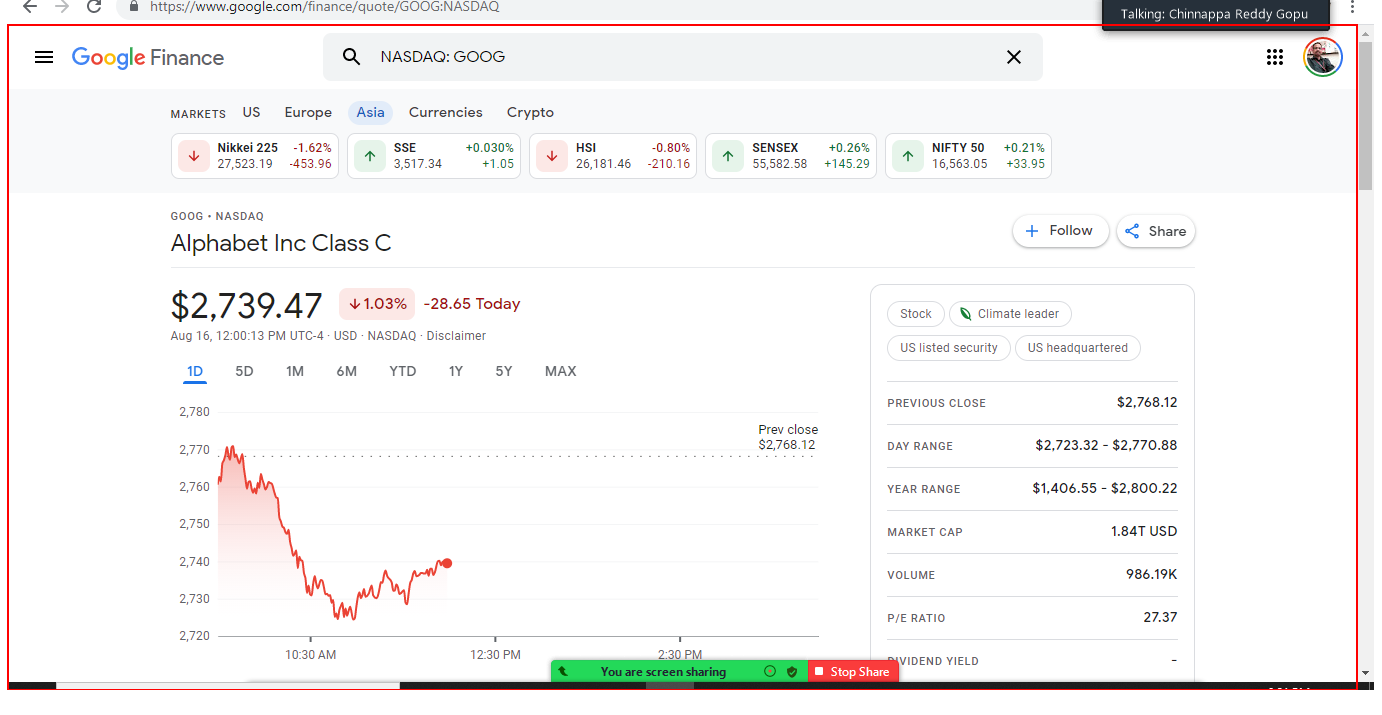 https://www.google.com/finance/quote/GOOG:NASDAQ
Talking: Chinnappa Reddy Gopu
Google Finance
NASDAQ: GOOG
MARKETS US Europe Asia Currencies Crypto
Nikkei 225 -1.62%
27,523.19 -453.96
SSE +0.030%
3,517.34 +1.05
HSI -0.80%
26,181.46 -210.16
SENSEX +0.26%
55,582.58 +145.29
NIFTY 50 +0.21%
16,563.05 +33.95
GOOG • NASDAQ
Alphabet Inc Class C
Follow
Share
$2,739.47 1.03% -28.65 Today
Aug 16, 12:00:13 PM UTC-4 · USD · NASDAQ · Disclaimer
1D 5D 1M 6M YTD 1Y 5Y MAX
2,780
2,770
2,760
2,750
2,740
2,730
2,720
Prev close
$2,768.12
10:30 AM 12:30 PM 2:30 PM
Stock Climate leader
US listed security US headquartered
PREVIOUS CLOSE $2,768.12
DAY RANGE $2,723.32 - $2,770.88
YEAR RANGE $1,406.55 - $2,800.22
MARKET CAP 1.84T USD
VOLUME 986.19K
P/E RATIO 27.37
DIVIDEND YIELD -
You are screen sharing Stop Share